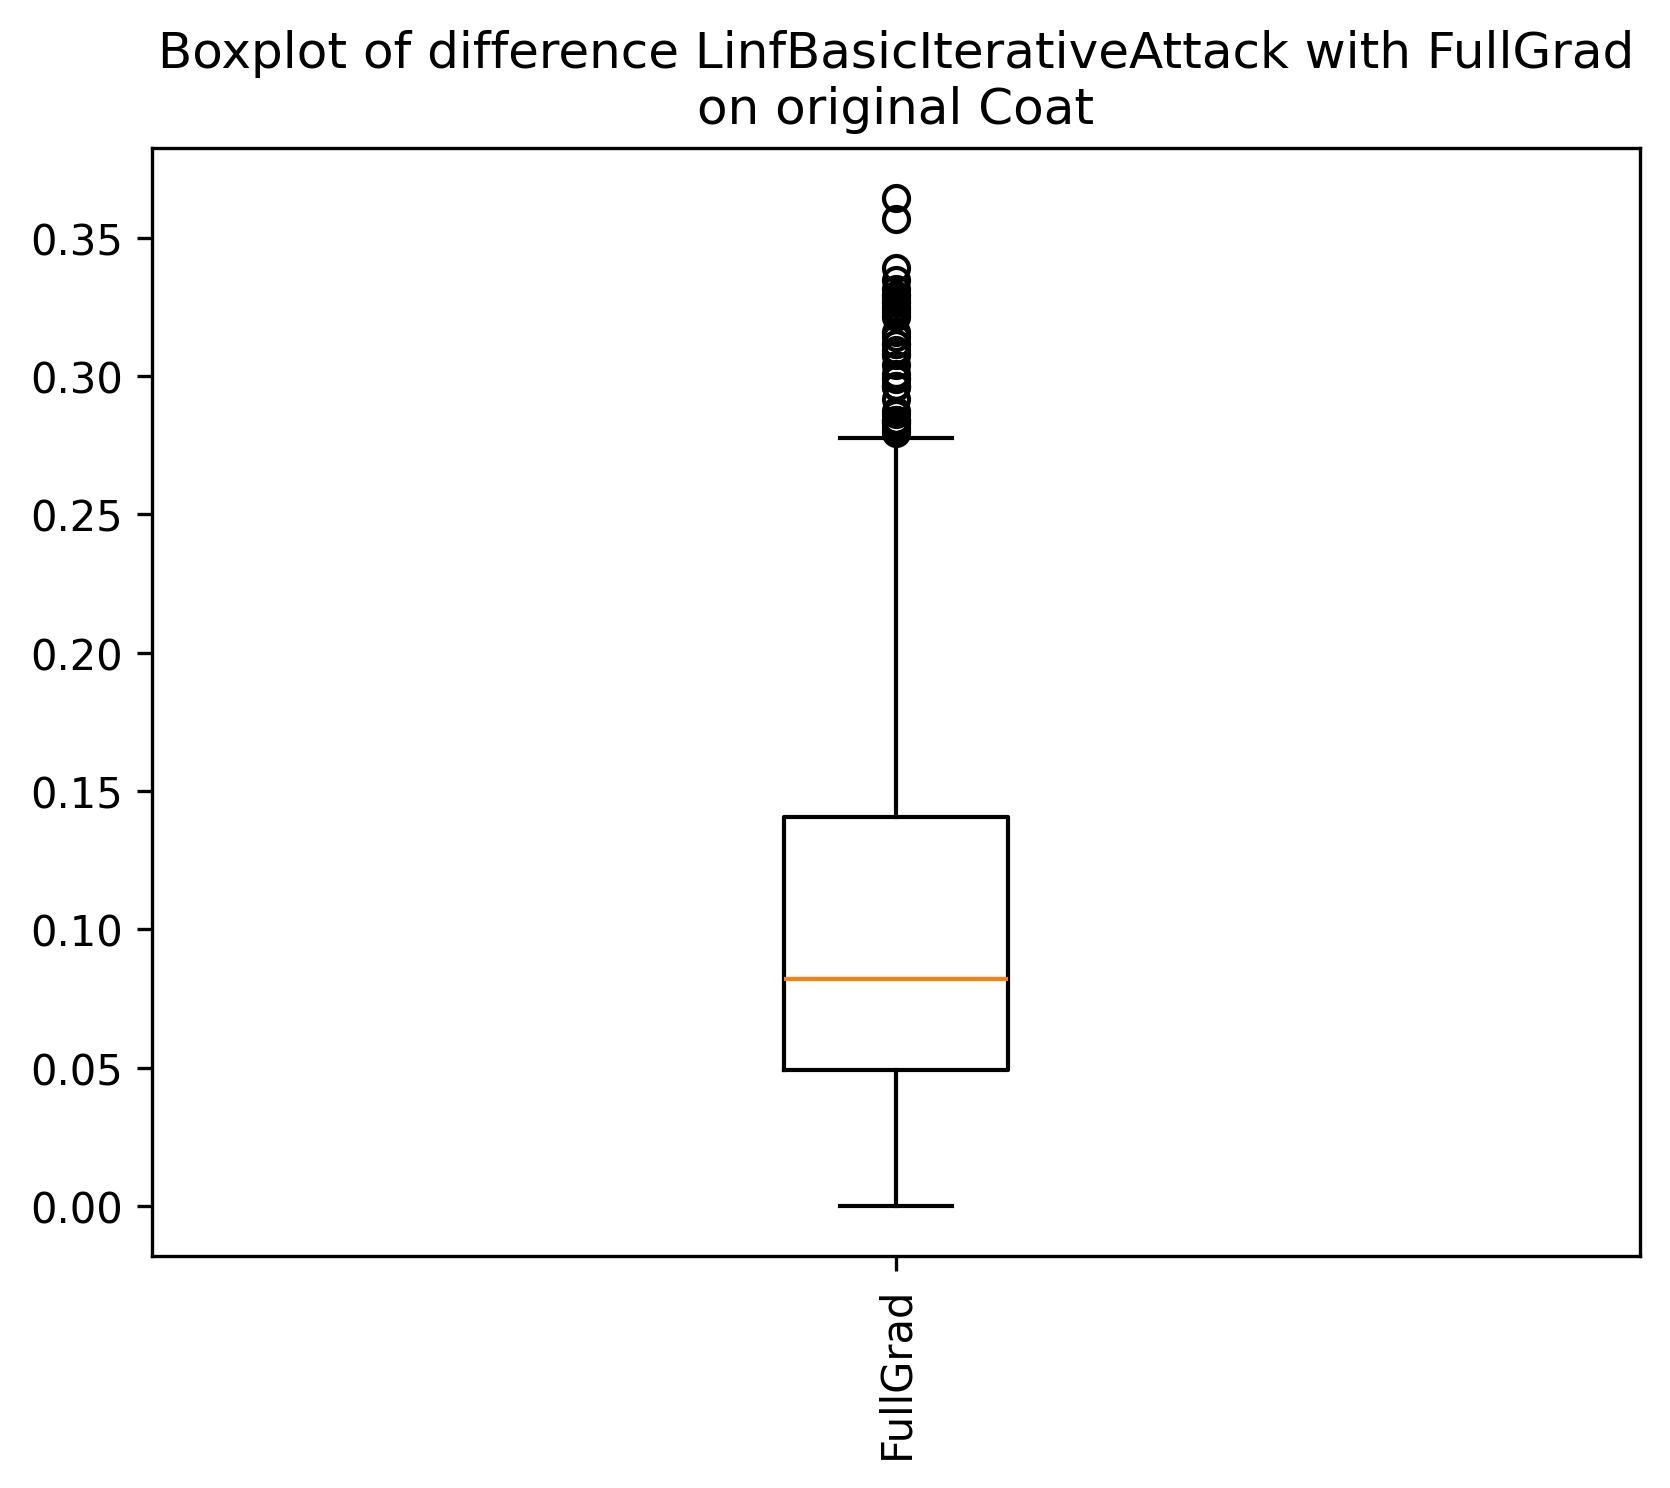 Boxplot of difference LinfBasicIterativeAttack with FullGrad
on original Coat
0.35
0.30
0.25
0.20
0.15
0.10
0.05
0.00
FullGrad